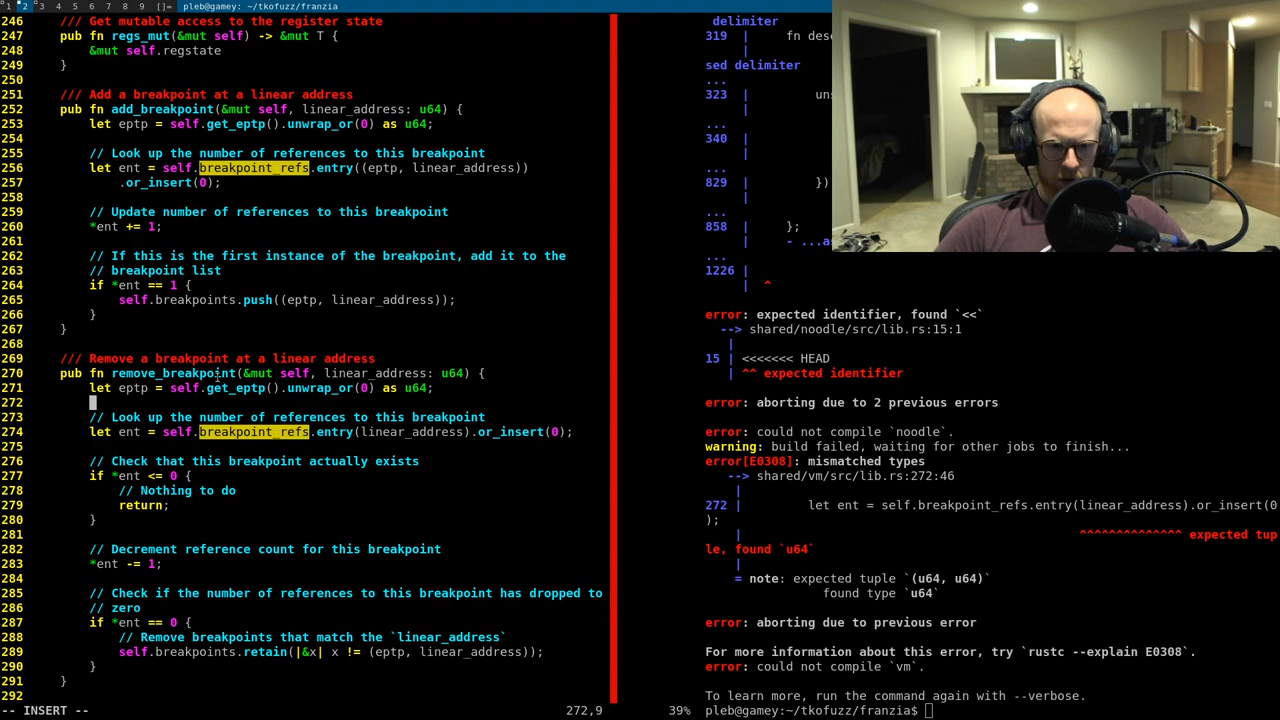 1 2 3 4 5 6 7 8 9 []= pleb@gamey: ~/tkofuzz/franzia
246     /// Get mutable access to the register state
247     pub fn regs_mut(&mut self) -> &mut T {
248         &mut self.regstate
249     }
250
251     /// Add a breakpoint at a linear address
252     pub fn add_breakpoint(&mut self, linear_address: u64) {
253         let eptp = self.get_eptp().unwrap_or(0) as u64;
254
255         // Look up the number of references to this breakpoint
256         let ent = self.breakpoint_refs.entry((eptp, linear_address))
257             .or_insert(0);
258
259         // Update number of references to this breakpoint
260         *ent += 1;
261
262         // If this is the first instance of the breakpoint, add it to the
263         // breakpoint list
264         if *ent == 1 {
265             self.breakpoints.push((eptp, linear_address));
266         }
267     }
268
269     /// Remove a breakpoint at a linear address
270     pub fn remove_breakpoint(&mut self, linear_address: u64) {
271         let eptp = self.get_eptp().unwrap_or(0) as u64;
272
273         // Look up the number of references to this breakpoint
274         let ent = self.breakpoint_refs.entry(linear_address).or_insert(0);
275
276         // Check that this breakpoint actually exists
277         if *ent <= 0 {
278             // Nothing to do
279             return;
280         }
281
282         // Decrement reference count for this breakpoint
283         *ent -= 1;
284
285         // Check if the number of references to this breakpoint has dropped to
286         // zero
287         if *ent == 0 {
288             // Remove breakpoints that match the `linear_address`
289             self.breakpoints.retain(|&x| x != (eptp, linear_address));
290         }
291     }
292
-- INSERT --                    272,9          39%
 delimiter
319  |     fn desc
     |
sed delimiter
...
323  |         uns
     |
...
340  |
     |
...
829  |         })
     |
...
858  |     };
     |     - ...as
...
1226 |
     |  ^
error: expected identifier, found `<<`
  --> shared/noodle/src/lib.rs:15:1
   |
15 | <<<<<<< HEAD
   | ^^ expected identifier
error: aborting due to 2 previous errors
error: could not compile `noodle`.
warning: build failed, waiting for other jobs to finish...
error[E0308]: mismatched types
   --> shared/vm/src/lib.rs:272:46
    |
272 |         let ent = self.breakpoint_refs.entry(linear_address).or_insert(0
);
    |                                              ^^^^^^^^^^^^^^ expected tup
le, found `u64`
    |
    = note: expected tuple `(u64, u64)`
                found type `u64`
error: aborting due to previous error
For more information about this error, try `rustc --explain E0308`.
error: could not compile `vm`.
To learn more, run the command again with --verbose.
pleb@gamey:~/tkofuzz/franzia$